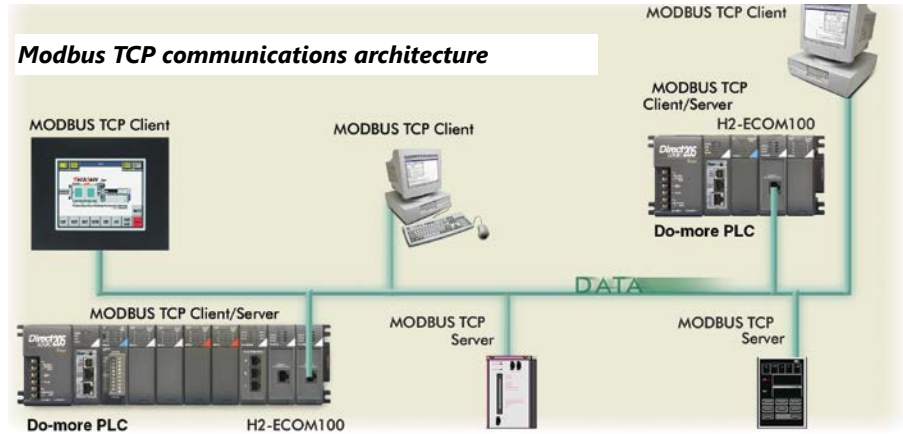 MODBUS TCP Client
Modbus TCP communications architecture
MODBUS TCP
Client/Server
H2-ECOM100
MODBUS TCP Client
MODBUS TCP Client
Direct205
Do-more PLC
DATA
MODBUS TCP Client/Server
MODBUS TCP
Server
MODBUS TCP
Server
Direct205
Do-more PLC
H2-ECOM100